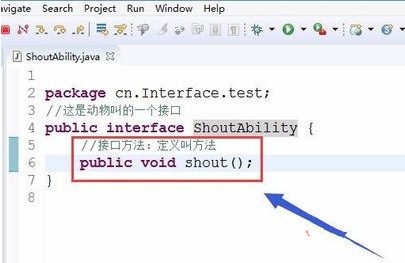 Navigate Search Project Run Window Help
ShoutAbility.java
1
2 package cn.Interface.test;
3 //这是动物叫的一个接口
4 public interface ShoutAbility {
5 //接口方法：定义叫方法
6 public void shout();
7 }
8